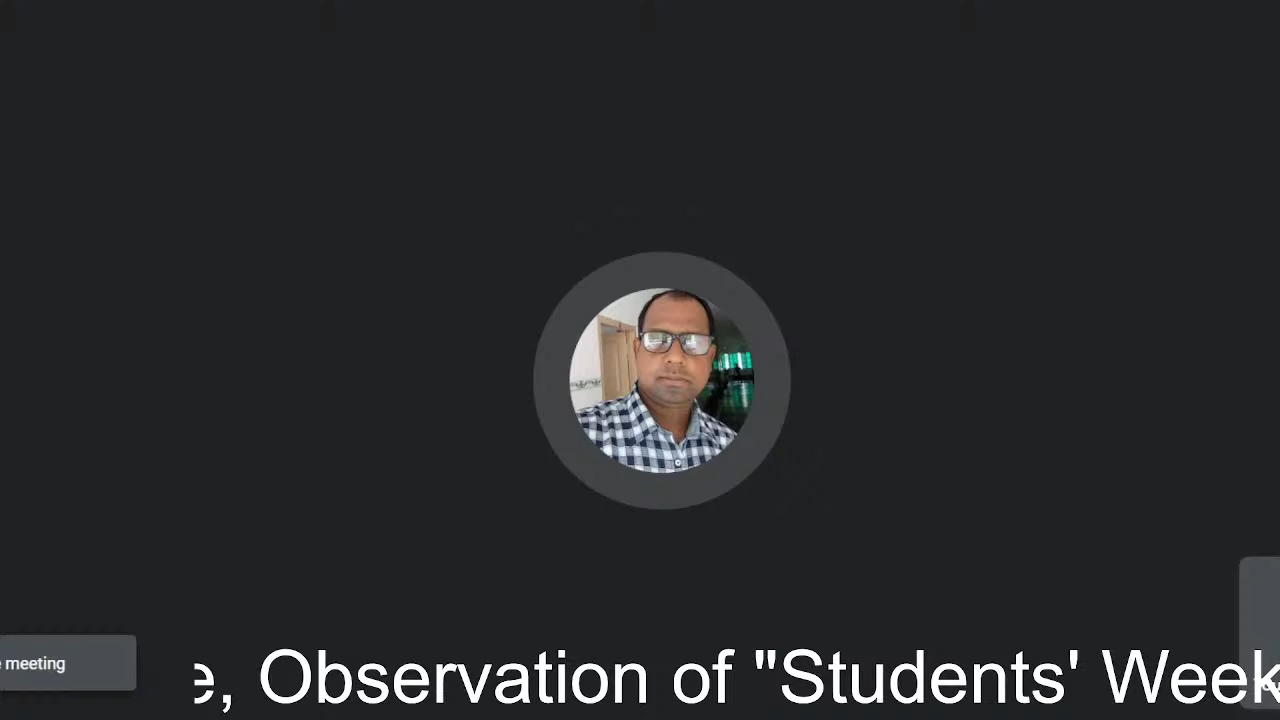 meeting
, Observation of "Students' Week